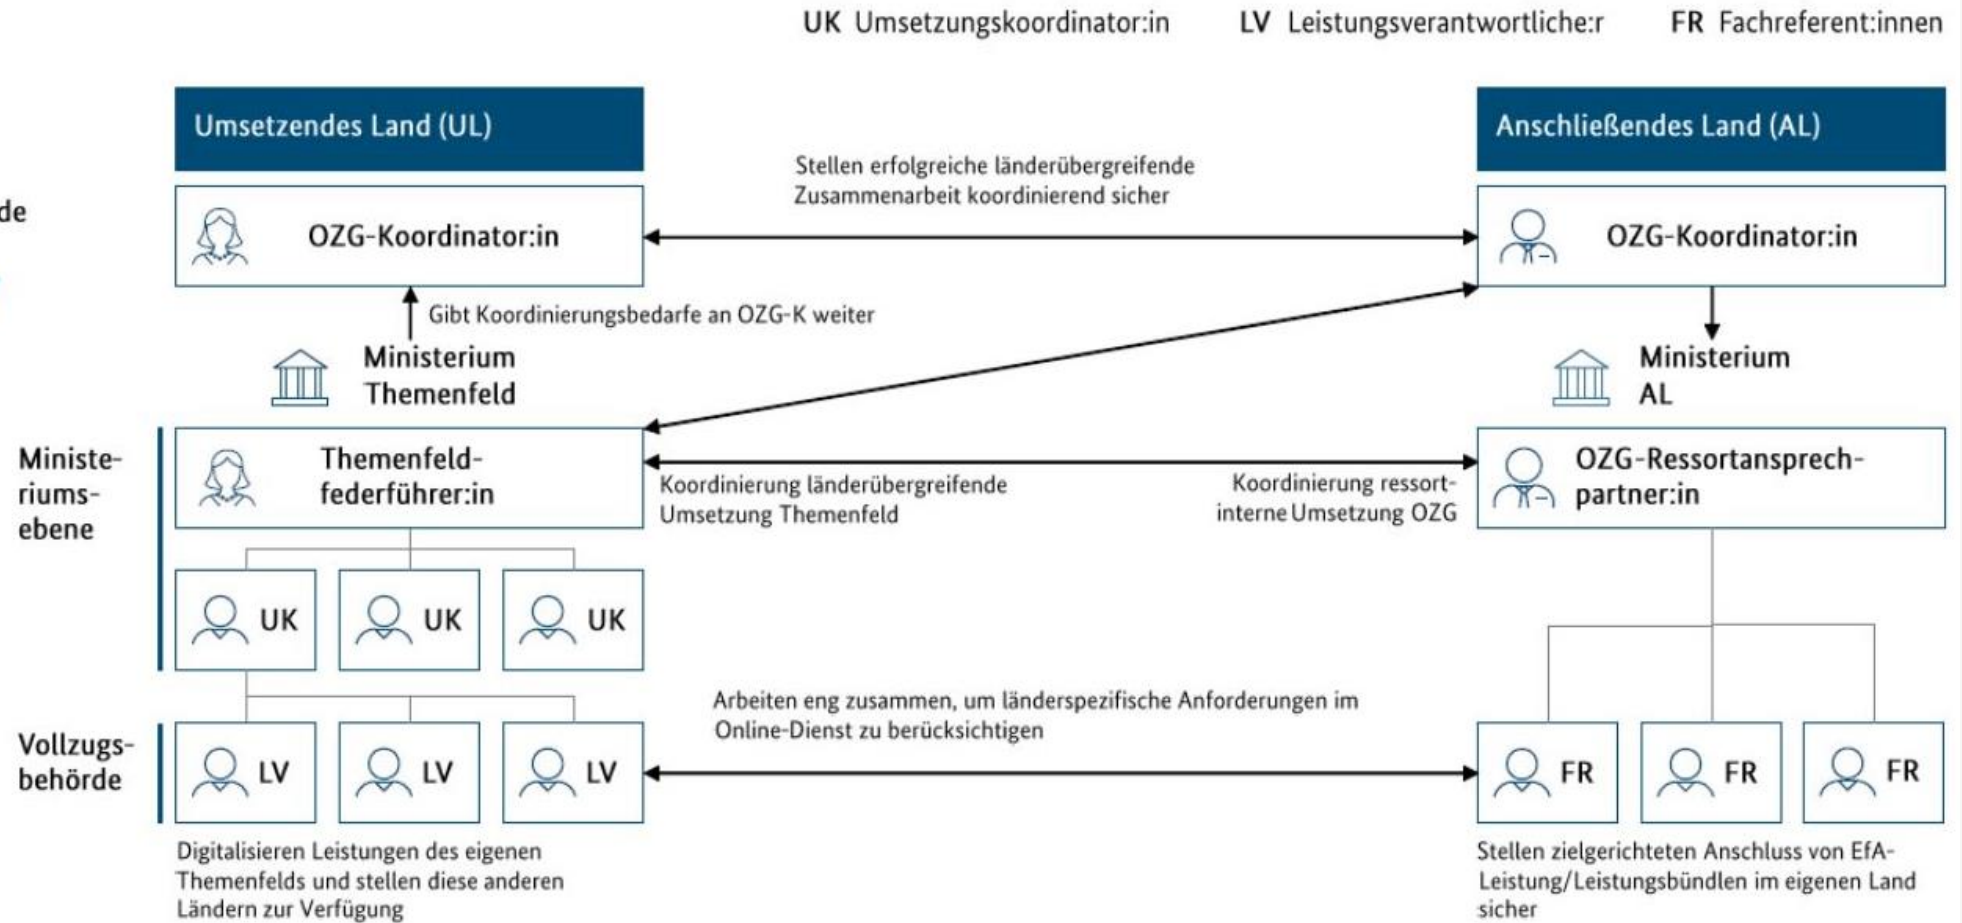 UK Umsetzungskoordinator:in LV Leistungsverantwortliche:r FR Fachreferent:innen
Umsetzendes Land (UL)
Anschließendes Land (AL)
Stellen erfolgreiche länderübergreifende
Zusammenarbeit koordinierend sicher
de
OZG-Koordinator:in
OZG-Koordinator:in
Gibt Koordinierungsbedarfe an OZG-K weiter
Ministerium
Themenfeld
Ministerium
AL
Ministe-
riums-
ebene
Themenfeld-
federführer:in
OZG-Ressortansprech-
partner:in
Koordinierung länderübergreifende
Umsetzung Themenfeld
Koordinierung ressort-
interne Umsetzung OZG
UK
UK
UK
Arbeiten eng zusammen, um länderspezifische Anforderungen im
Online-Dienst zu berücksichtigen
Vollzugs-
behörde
LV
LV
LV
FR
FR
FR
Digitalisieren Leistungen des eigenen
Themenfelds und stellen diese anderen
Ländern zur Verfügung
Stellen zielgerichteten Anschluss von EfA-
Leistung/Leistungsbündlen im eigenen Land
sicher